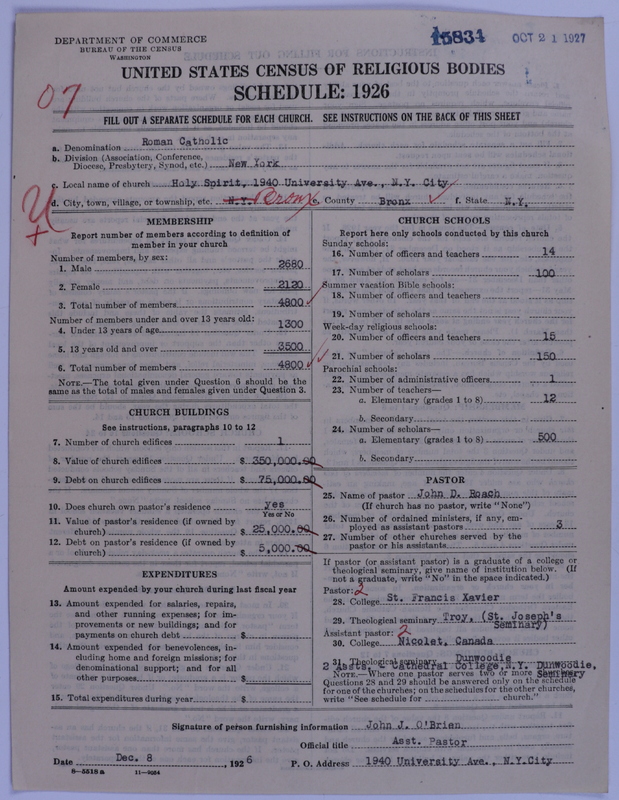 DEPARTMENT OF COMMERCE
BUREAU OF THE CENSUS
WASHINGTON
15834
OCT 21 1927
UNITED STATES CENSUS OF RELIGIOUS BODIES
SCHEDULE: 1926
07
FILL OUT A SEPARATE SCHEDULE FOR EACH CHURCH. SEE INSTRUCTIONS ON THE BACK OF THIS SHEET
a. Denomination Roman Catholic
b. Division (Association, Conference, Diocese, Presbytery, Synod, etc.) New York
c. Local name of church Holy Spirit, 1940 University Ave., N.Y. City
d. City, town, village, or township, etc. N.Y. Bronx e. County Bronx f. State N.Y.
MEMBERSHIP
Report number of members according to definition of
member in your church
Number of members, by sex:
1. Male 2680
2. Female 2120
3. Total number of members 4800
Number of members under and over 13 years old:
4. Under 13 years of age 1300
5. 13 years old and over 3500
6. Total number of members 4800
NOTE.—The total given under Question 6 should be the
same as the total of males and females given under Question 3.
CHURCH BUILDINGS
See instructions, paragraphs 10 to 12
7. Number of church edifices 1
8. Value of church edifices $ 350,000.00
9. Debt on church edifices $ 75,000.00
10. Does church own pastor's residence yes
Yes or No
11. Value of pastor's residence (if owned by
church) $ 25,000.00
12. Debt on pastor's residence (if owned by
church) $ 5,000.00
EXPENDITURES
Amount expended by your church during last fiscal year
13. Amount expended for salaries, repairs,
and other running expenses; for im-
provements or new buildings; and for
payments on church debt $
14. Amount expended for benevolences, in-
cluding home and foreign missions; for
denominational support; and for all
other purposes $
15. Total expenditures during year $
CHURCH SCHOOLS
Report here only schools conducted by this church
Sunday schools:
16. Number of officers and teachers 14
17. Number of scholars 100
Summer vacation Bible schools:
18. Number of officers and teachers
19. Number of scholars
Week-day religious schools:
20. Number of officers and teachers 15
21. Number of scholars 150
Parochial schools:
22. Number of administrative officers 1
23. Number of teachers—
a. Elementary (grades 1 to 8) 12
b. Secondary
24. Number of scholars—
a. Elementary (grades 1 to 8) 500
b. Secondary
PASTOR
25. Name of pastor John D. Roach
(If church has no pastor, write "None")
26. Number of ordained ministers, if any, em-
ployed as assistant pastors 3
27. Number of other churches served by the
pastor or his assistants
If pastor (or assistant pastor) is a graduate of a college or
theological seminary, give name of institution below. (If
not a graduate, write "No" in the space indicated.)
Pastor: 2
28. College St. Francis Xavier
29. Theological seminary Troy, (St. Joseph's
Seminary)
Assistant pastor: 2
30. College Nicolet, Canada
31. Theological seminary Dunwoodie
2 Assts. - Cathedral College, N.Y. Dunwoodie,
Seminary
NOTE.—Where one pastor serves two or more
Questions 28 and 29 should be answered only on the schedule
for one of the churches; on the schedules for the other churches,
write "See schedule for church."
Signature of person furnishing information John J. O'Brien
Official title Asst. Pastor
Date Dec. 8, 1926 P. O. Address 1940 University Ave., N.Y.City
8—5518a 11—9264